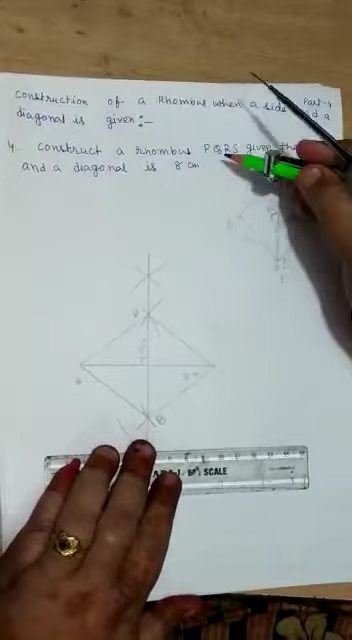 Construction of a Rhombus when a side Part-4
diagonal is given:-
4. Construct a rhombus PQRS given
and a diagonal is 8 cm
SCALE